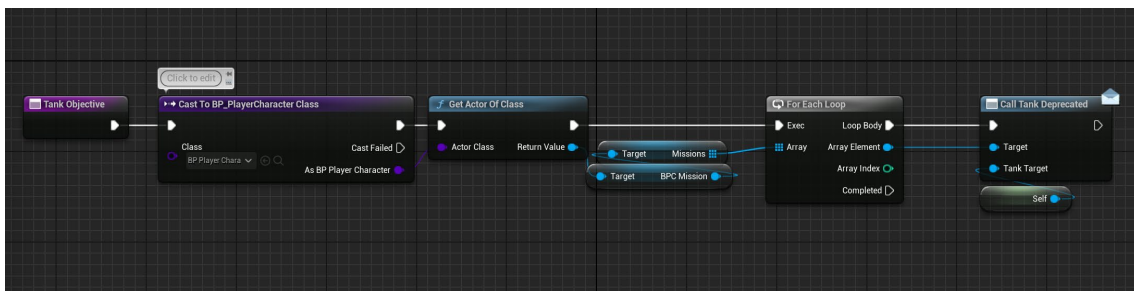 Click to edit
Tank Objective
Cast To BP_PlayerCharacter Class
Class
BP Player Chara
Cast Failed
As BP Player Character
f Get Actor Of Class
Actor Class
Return Value
Target Missions
Target BPC Mission
For Each Loop
Exec Loop Body
Array Array Element
Array Index
Completed
Call Tank Deprecated
Target
Tank Target
Self